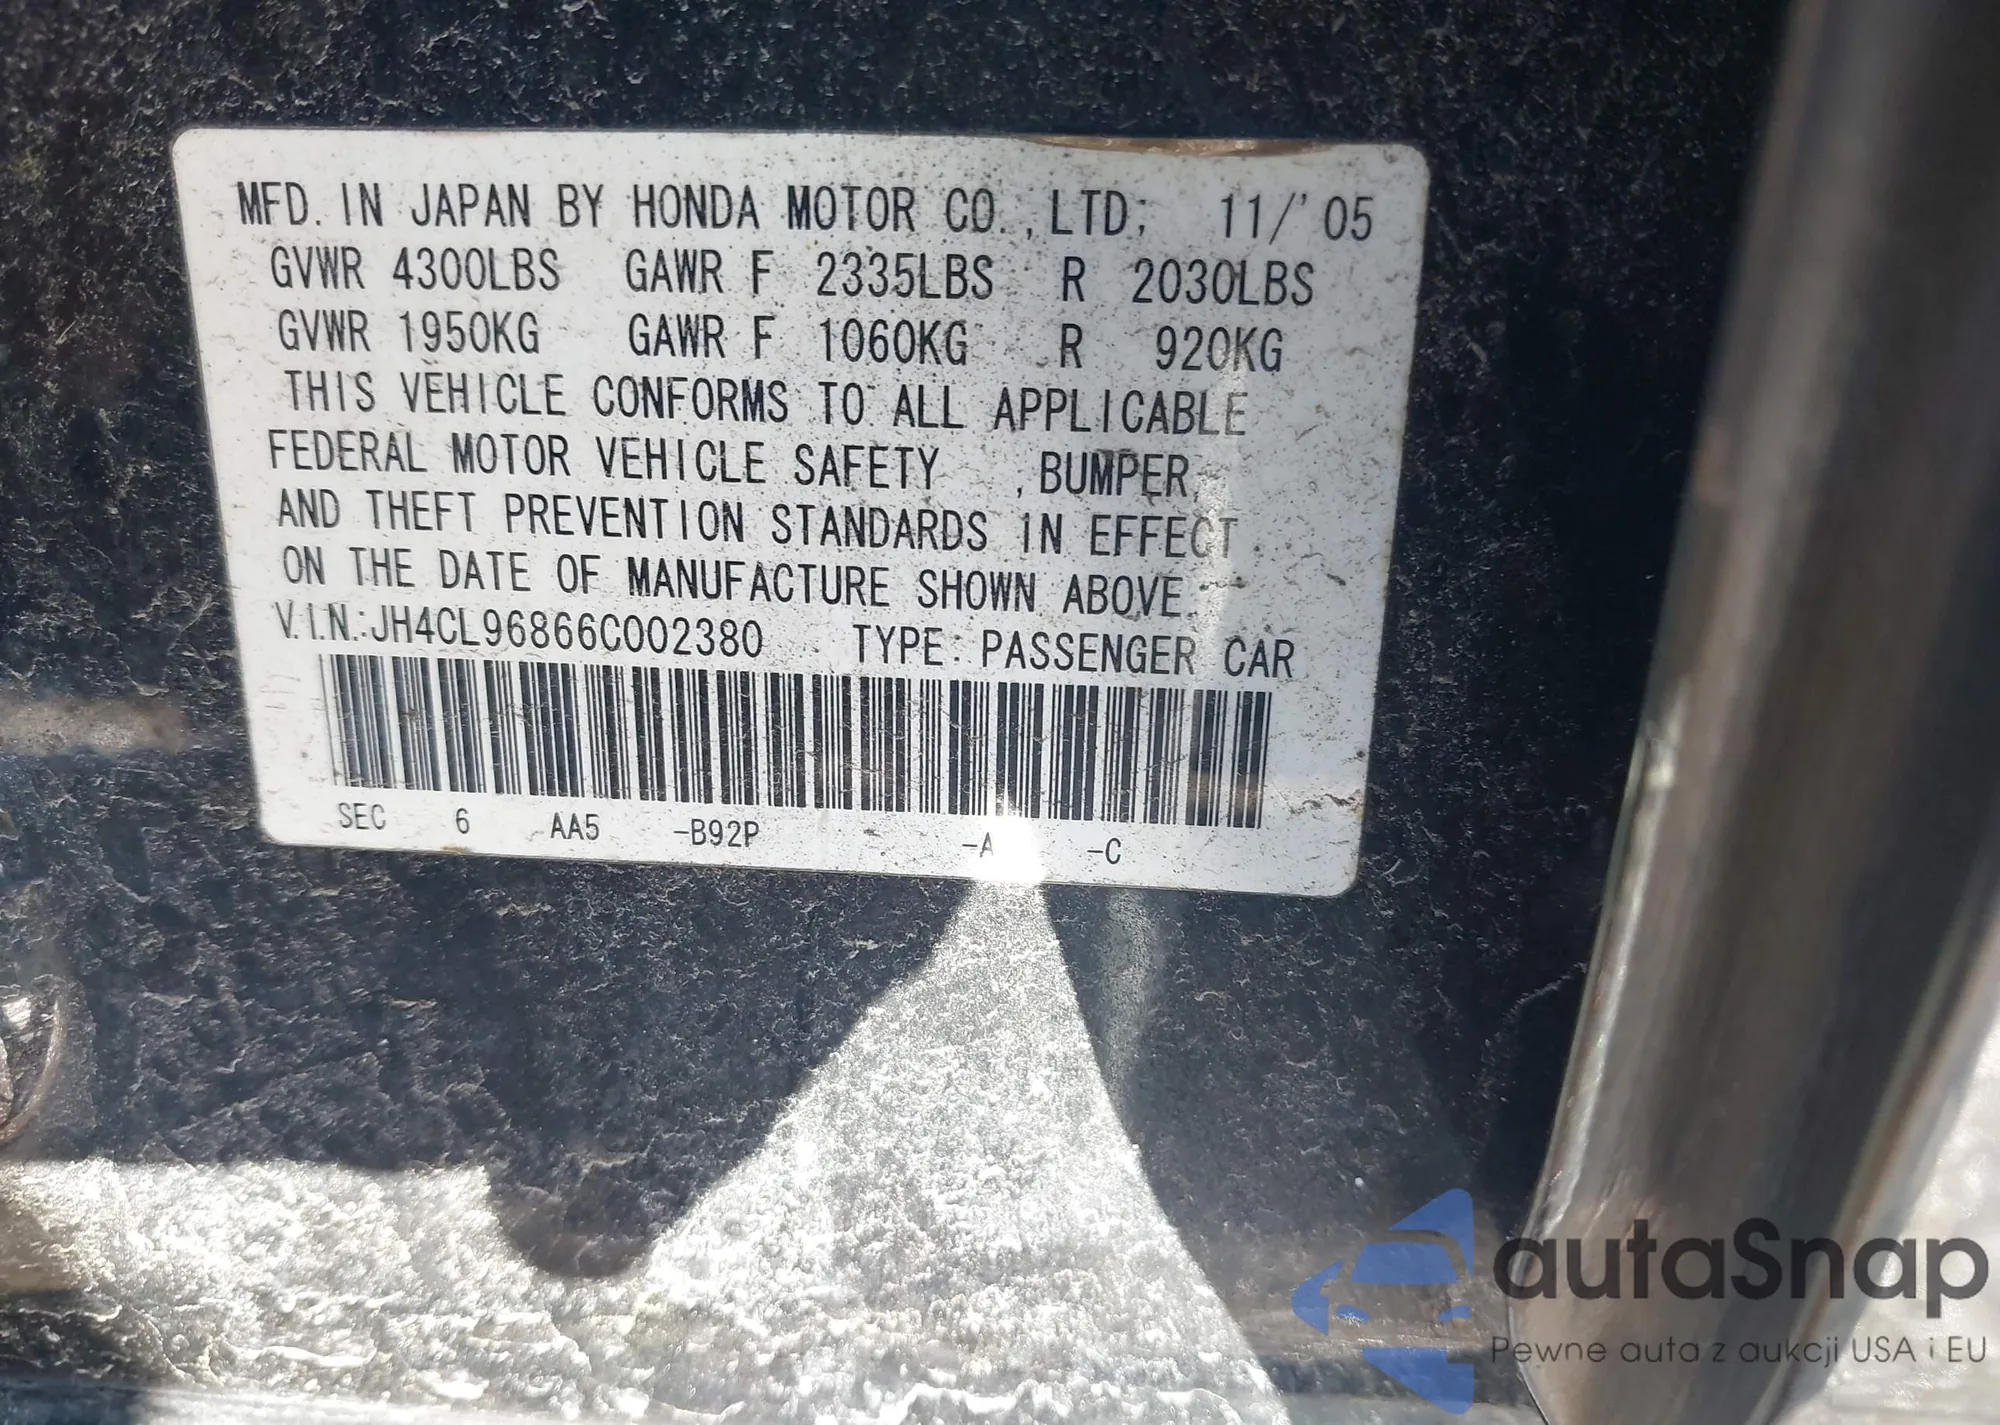 MFD. IN JAPAN BY HONDA MOTOR CO., LTD; 11/'05
GVWR 4300LBS GAWR F 2335LBS R 2030LBS
GVWR 1950KG GAWR F 1060KG R 920KG
THIS VEHICLE CONFORMS TO ALL APPLICABLE
FEDERAL MOTOR VEHICLE SAFETY , BUMPER,
AND THEFT PREVENTION STANDARDS IN EFFECT
ON THE DATE OF MANUFACTURE SHOWN ABOVE.
V.I.N.:JH4CL96866C002380 TYPE: PASSENGER CAR
SEC 6 AA5 -B92P - -A -C
autaSnap
Pewne auta z aukcji USA i EU